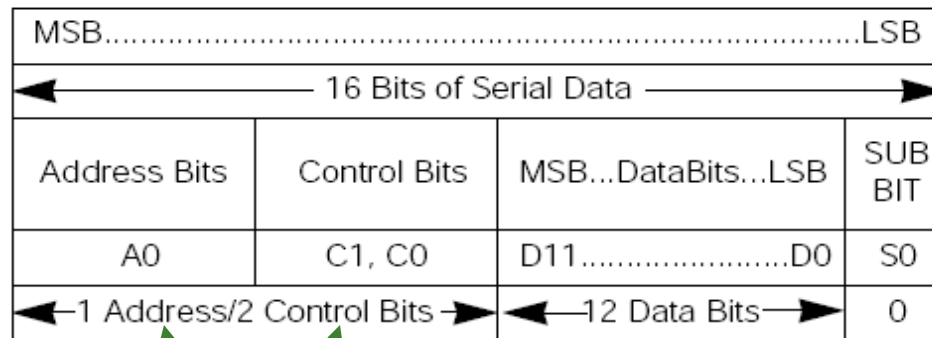 MSB....................................................................................LSB
16 Bits of Serial Data
Address Bits Control Bits MSB...DataBits...LSB SUB BIT
A0 C1, C0 D11.......................D0 S0
1 Address/2 Control Bits 12 Data Bits 0